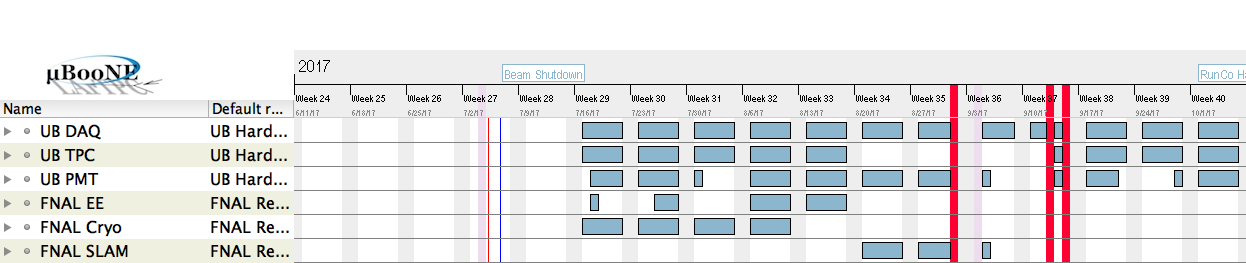 µBooNE
LArTPC
2017
Beam Shutdown
RunCo Ha
Week 24 Week 25 Week 26 Week 27 Week 28 Week 29 Week 30 Week 31 Week 32 Week 33 Week 34 Week 35 Week 36 Week 37 Week 38 Week 39 Week 40
Name Default r...
6/11/17 6/18/17 6/25/17 7/2/17 7/9/17 7/16/17 7/23/17 7/30/17 8/6/17 8/13/17 8/20/17 8/27/17 9/3/17 9/10/17 9/17/17 9/24/17 10/1/17
UB DAQ UB Hard...
UB TPC UB Hard...
UB PMT UB Hard...
FNAL EE FNAL Re...
FNAL Cryo FNAL Re...
FNAL SLAM FNAL Re...